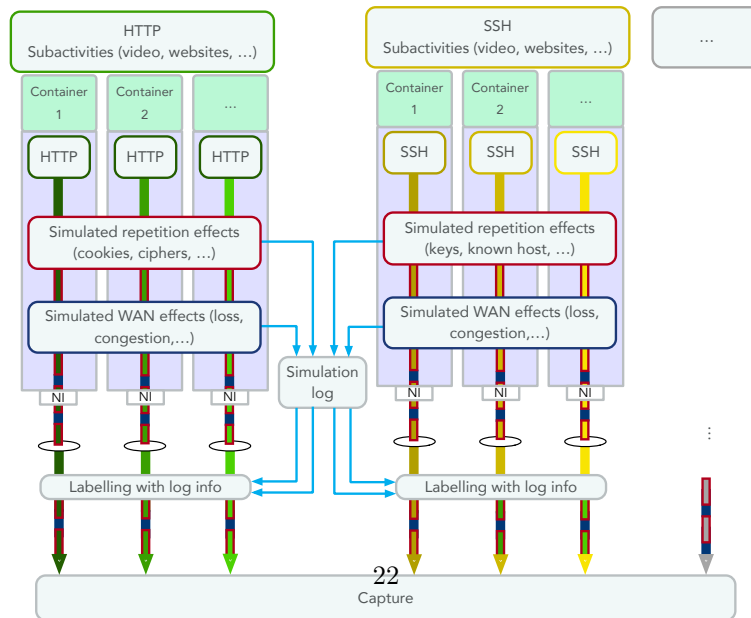 HTTP
Subactivities (video, websites, ...)
SSH
Subactivities (video, websites, ...)
...
Container
1
Container
2
...
Container
1
Container
2
...
HTTP
HTTP
HTTP
SSH
SSH
SSH
Simulated repetition effects
(cookies, ciphers, ...)
Simulated repetition effects
(keys, known host, ...)
Simulated WAN effects (loss,
congestion,...)
Simulated WAN effects (loss,
congestion,...)
Simulation
log
NI
NI
NI
NI
NI
NI
...
Labelling with log info
Labelling with log info
22
Capture